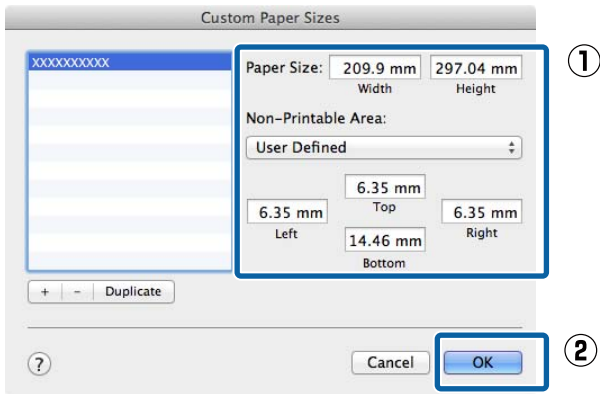 Custom Paper Sizes
XXXXXXXXXX
Paper Size: 209.9 mm 297.04 mm
Width Height
Non-Printable Area:
User Defined
6.35 mm
Top
6.35 mm 6.35 mm
Left Right
14.46 mm
Bottom
+ - Duplicate
? Cancel OK
①
②